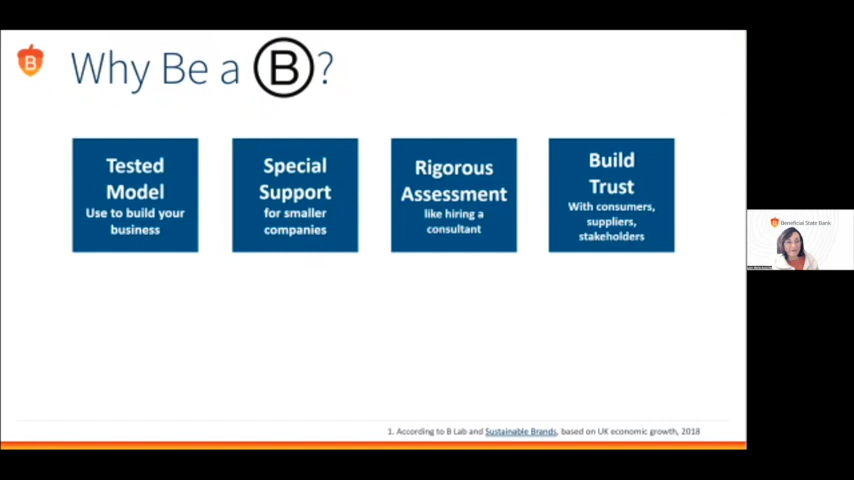 B
Why Be a B?
Tested
Model
Use to build your
business
Special
Support
for smaller
companies
Rigorous
Assessment
like hiring a
consultant
Build
Trust
With consumers,
suppliers,
stakeholders
Beneficial State Bank
1. According to B Lab and Sustainable Brands, based on UK economic growth, 2018